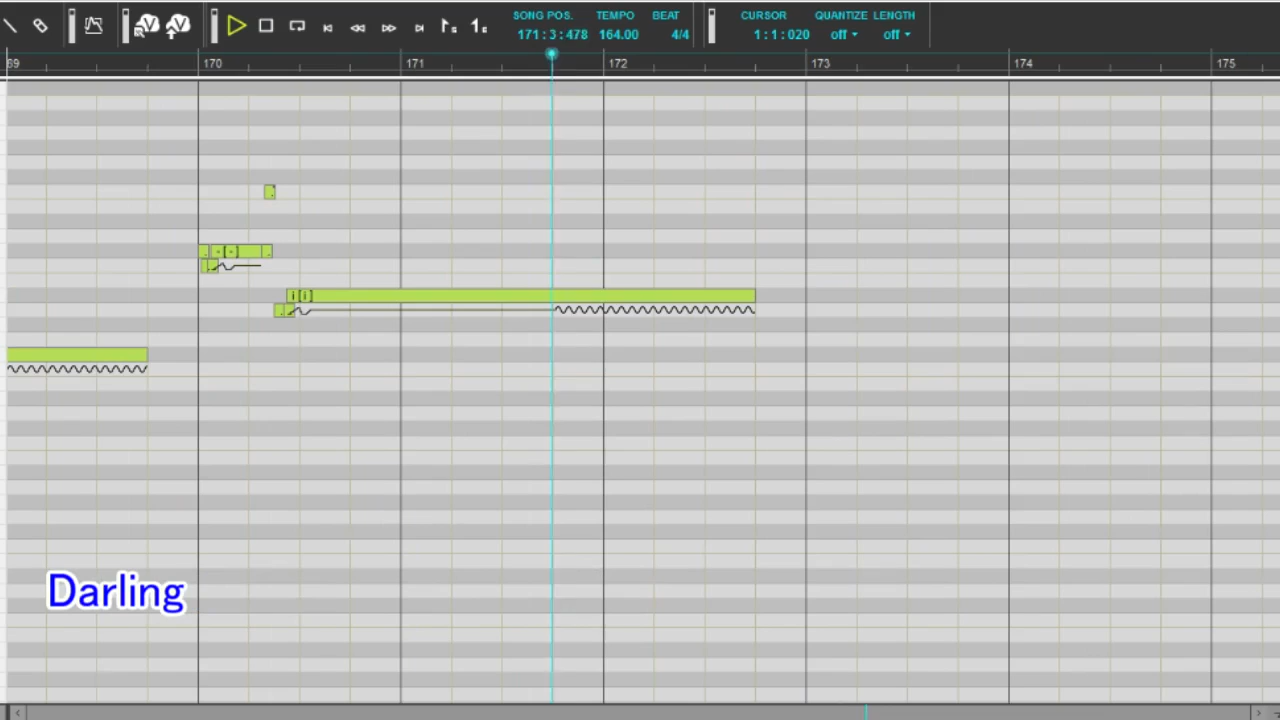 SONG POS. TEMPO BEAT CURSOR QUANTIZE LENGTH
171 : 3 : 478 164.00 4/4 1 : 1 : 020 off off
69 170 171 172 173 174 175
- [ - ]
i [ i ]
Darling